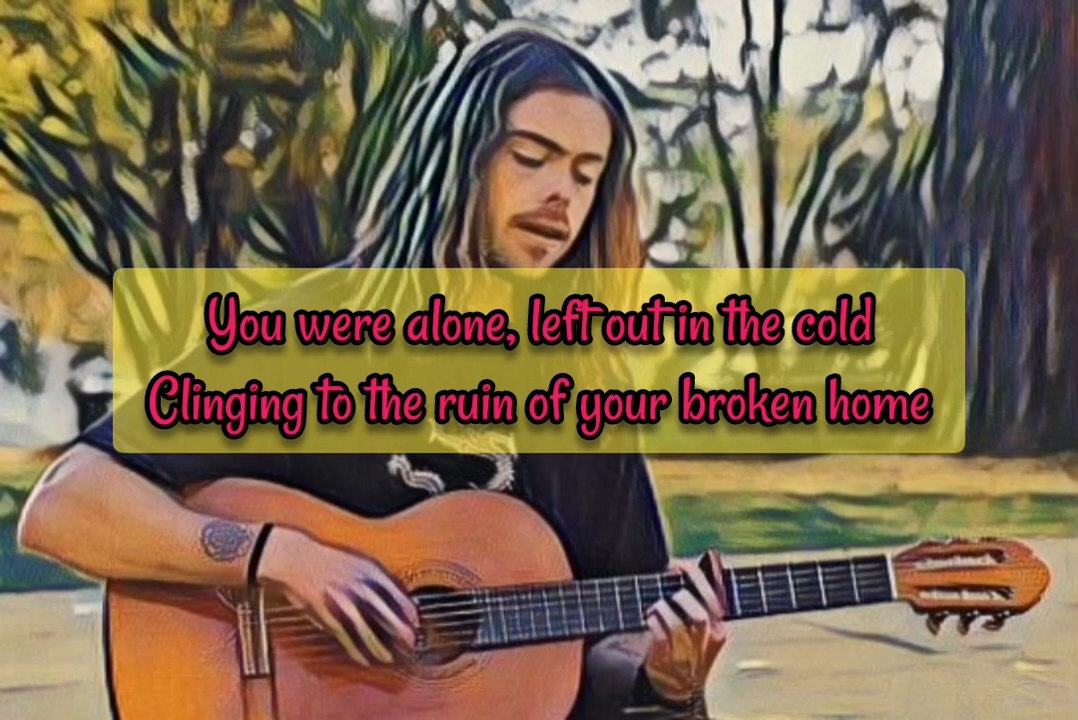 You were alone, left out in the cold
Clinging to the ruin of your broken home